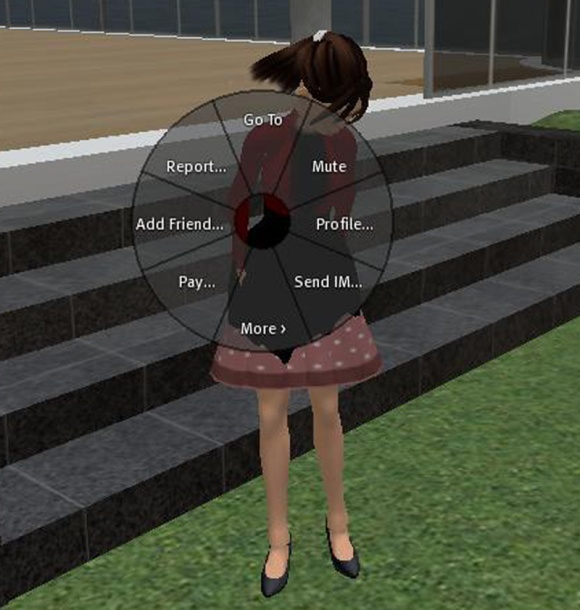 Go To
Report...
Mute
Add Friend...
Profile...
Pay...
Send IM...
More ›